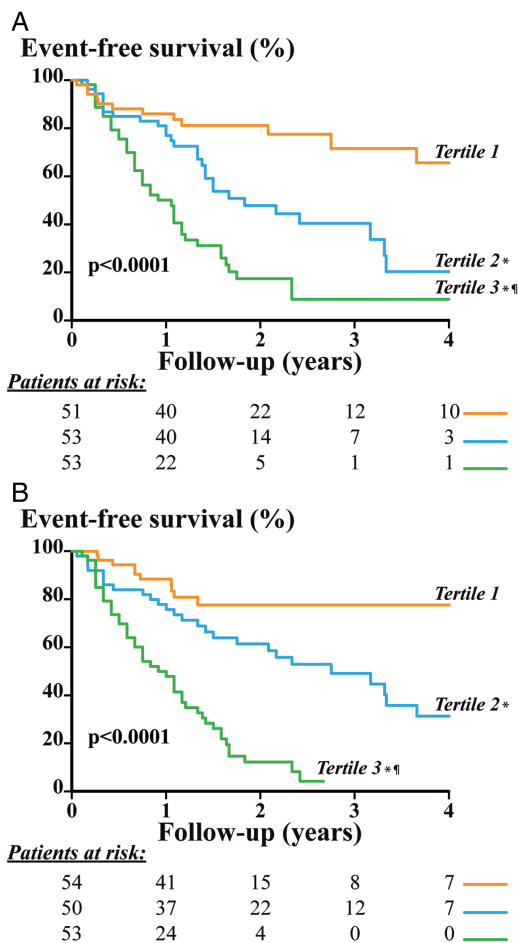 A
Event-free survival (%)
100
80
60
40
20
0
Tertile 1
Tertile 2*
Tertile 3*¶
p<0.0001
0 1 2 3 4
Follow-up (years)
Patients at risk:
51 40 22 12 10
53 40 14 7 3
53 22 5 1 1
B
Event-free survival (%)
100
80
60
40
20
0
Tertile 1
Tertile 2*
Tertile 3*¶
p<0.0001
0 1 2 3 4
Follow-up (years)
Patients at risk:
54 41 15 8 7
50 37 22 12 7
53 24 4 0 0